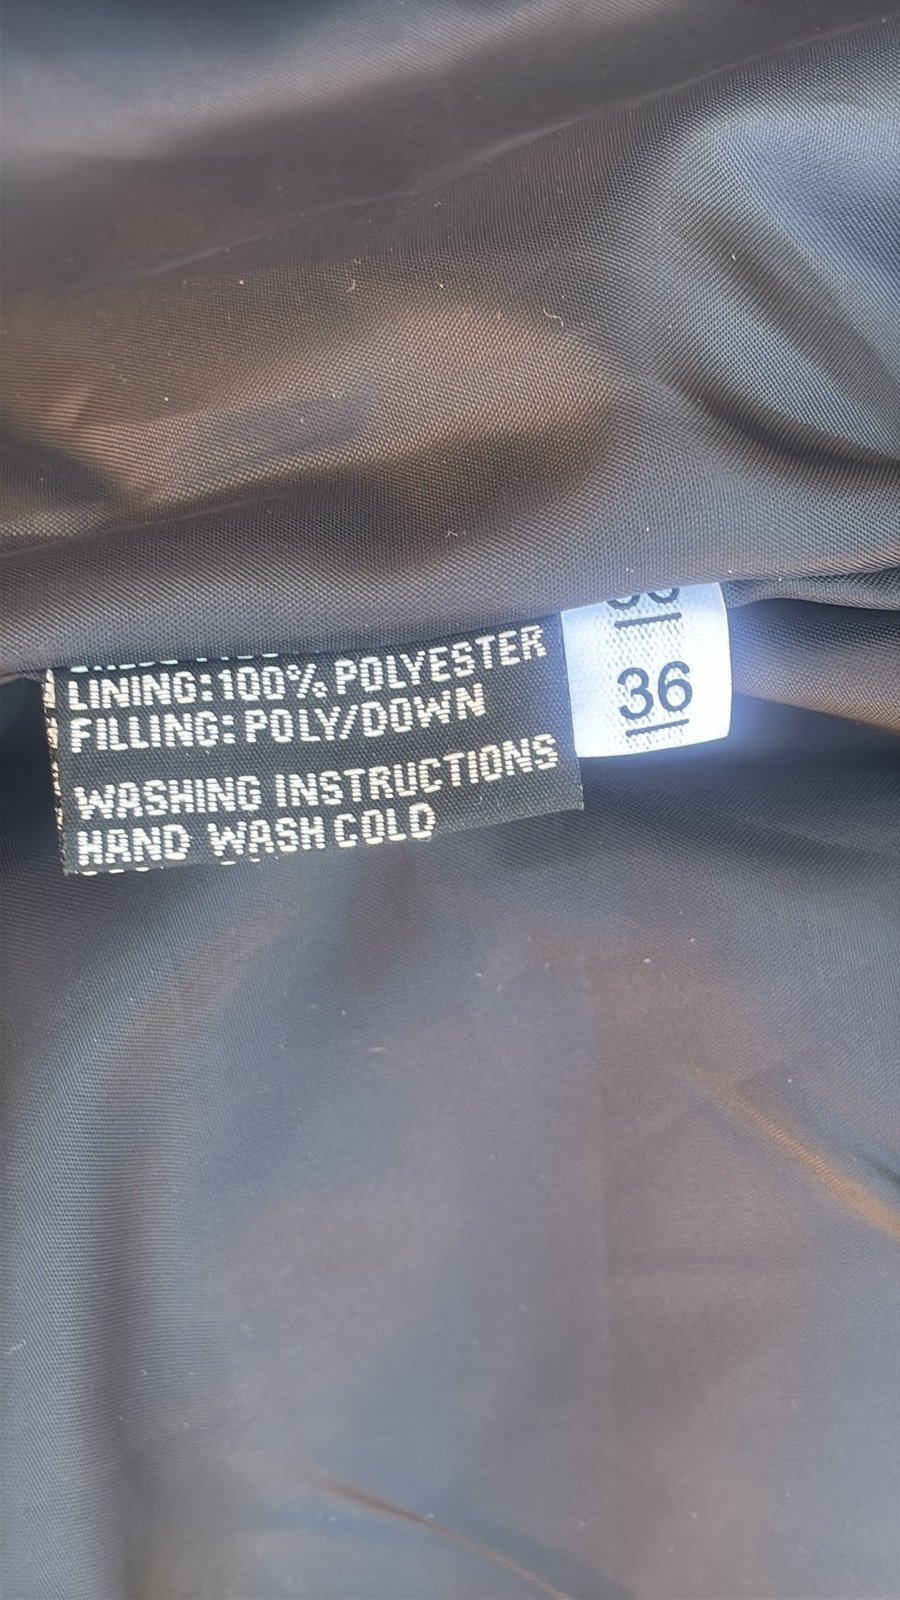 LINING: 100% POLYESTER
FILLING: POLY/DOWN
WASHING INSTRUCTIONS
HAND WASH COLD
36